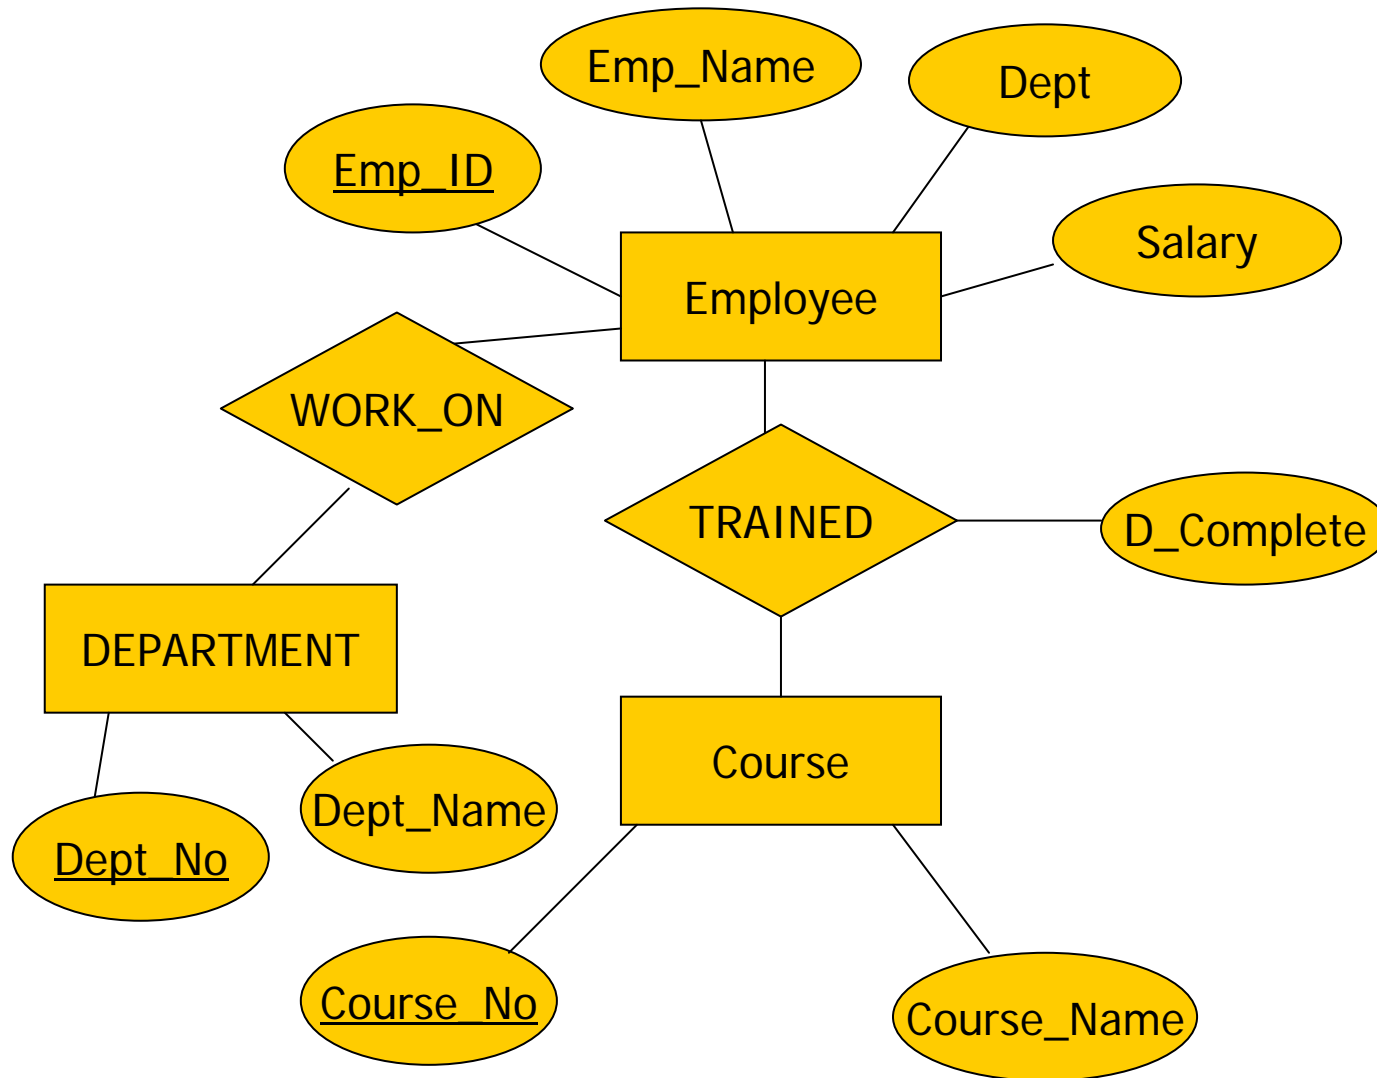 Emp_Name
Dept
Emp_ID
Salary
Employee
WORK_ON
TRAINED
D_Complete
DEPARTMENT
Course
Dept_Name
Dept_No
Course_No
Course_Name